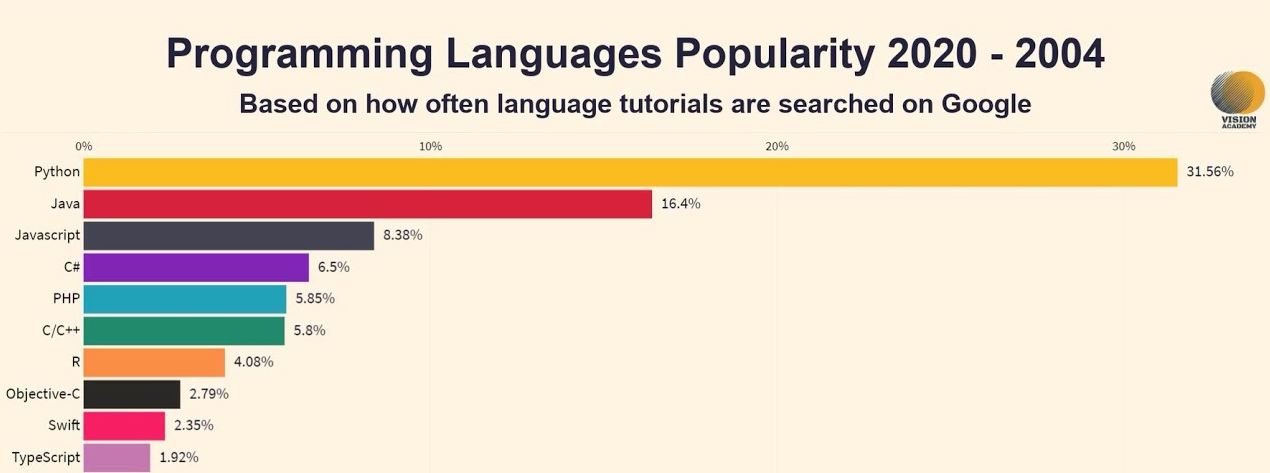 Programming Languages Popularity 2020 - 2004
Based on how often language tutorials are searched on Google
VISION
ACADEMY
0% 10% 20% 30%
Python 31.56%
Java 16.4%
Javascript 8.38%
C# 6.5%
PHP 5.85%
C/C++ 5.8%
R 4.08%
Objective-C 2.79%
Swift 2.35%
TypeScript 1.92%